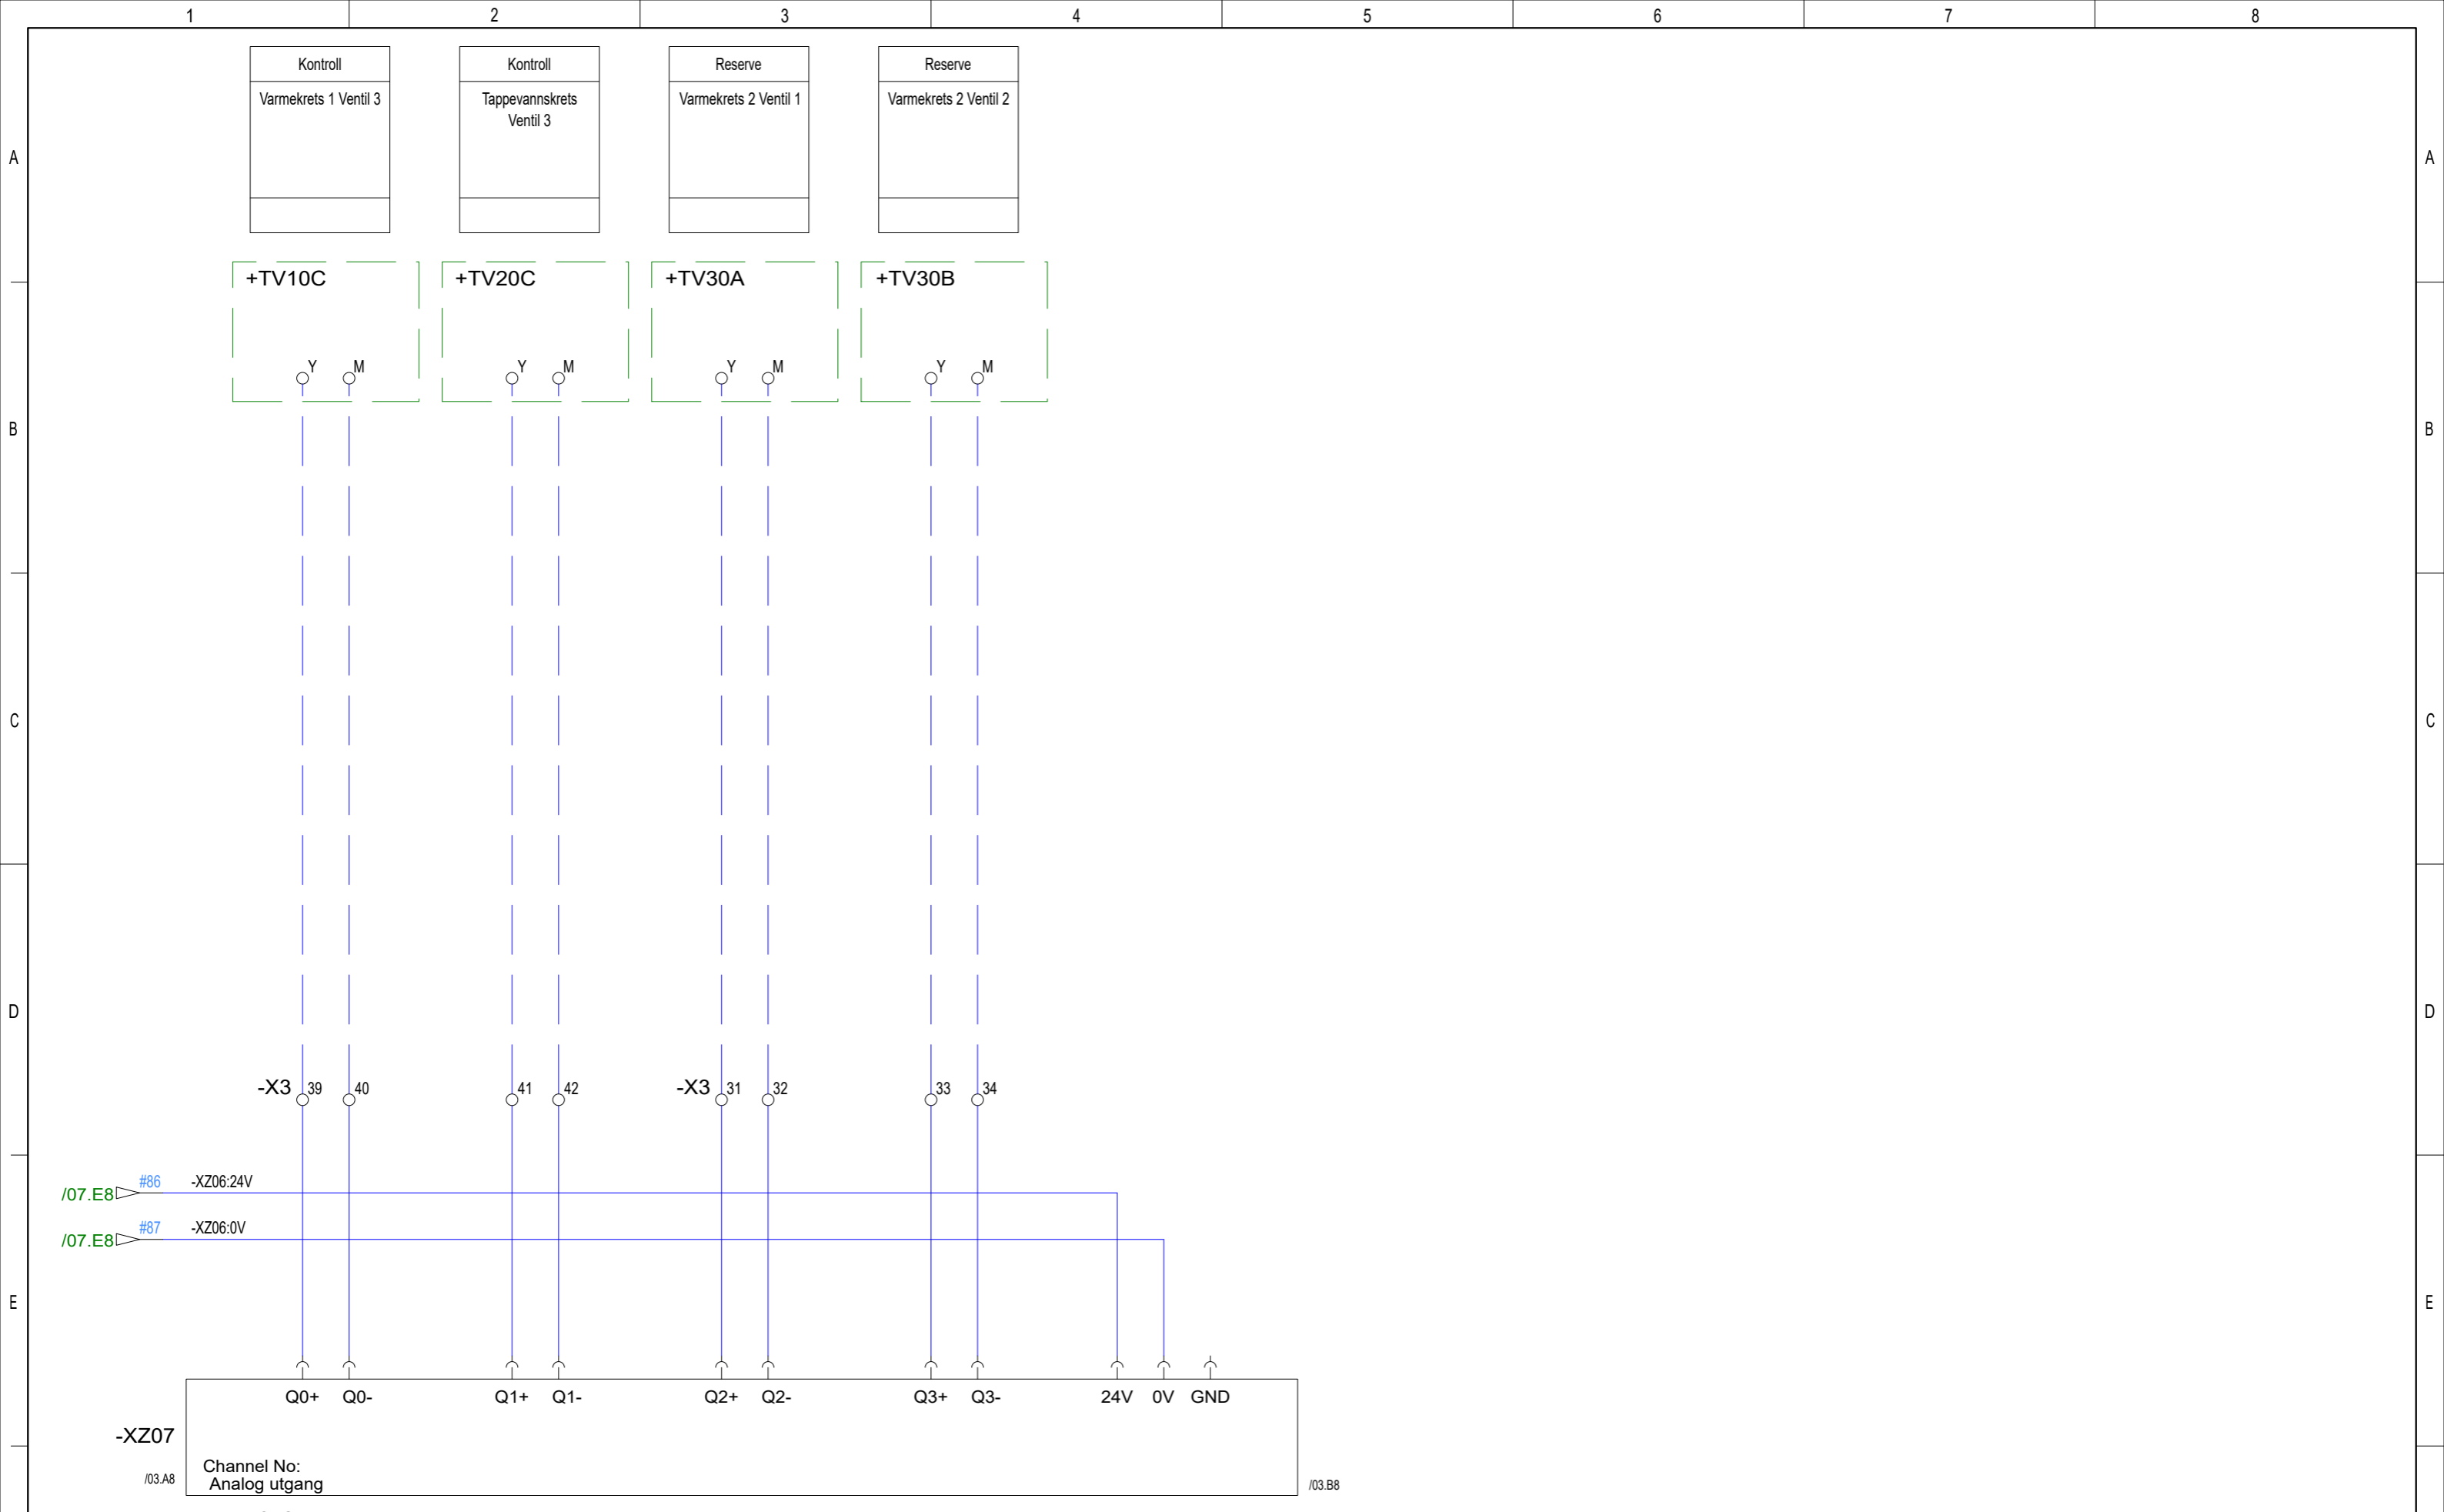 1 2 3 4 5 6 7 8
Kontroll
Varmekrets 1 Ventil 3
Kontroll
Tappevannskrets
Ventil 3
Reserve
Varmekrets 2 Ventil 1
Reserve
Varmekrets 2 Ventil 2
A A
+TV10C +TV20C +TV30A +TV30B
Y M Y M Y M Y M
B B
C C
D D
-X3 39 40 41 42 -X3 31 32 33 34
/07.E8 #86 -XZ06:24V
/07.E8 #87 -XZ06:0V
E E
Q0+ Q0- Q1+ Q1- Q2+ Q2- Q3+ Q3- 24V 0V GND
-XZ07
/03.A8
Channel No:
Analog utgang
/03.B8